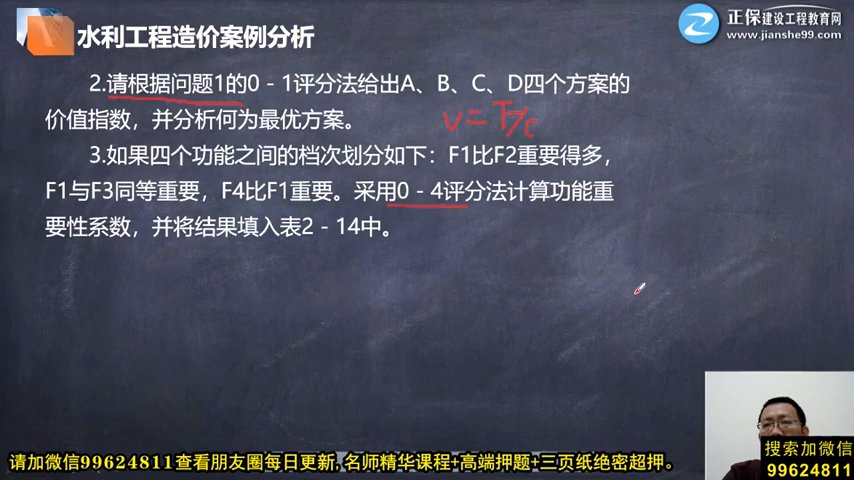 水利工程造价案例分析
正保建设工程教育网
www.jianshe99.com
2.请根据问题1的0－1评分法给出A、B、C、D四个方案的
价值指数，并分析何为最优方案。
V=F/C
3.如果四个功能之间的档次划分如下：F1比F2重要得多，
F1与F3同等重要，F4比F1重要。采用0－4评分法计算功能重
要性系数，并将结果填入表2－14中。
搜索加微信
99624811
请加微信99624811查看朋友圈每日更新,名师精华课程+高端押题+三页纸绝密超押。